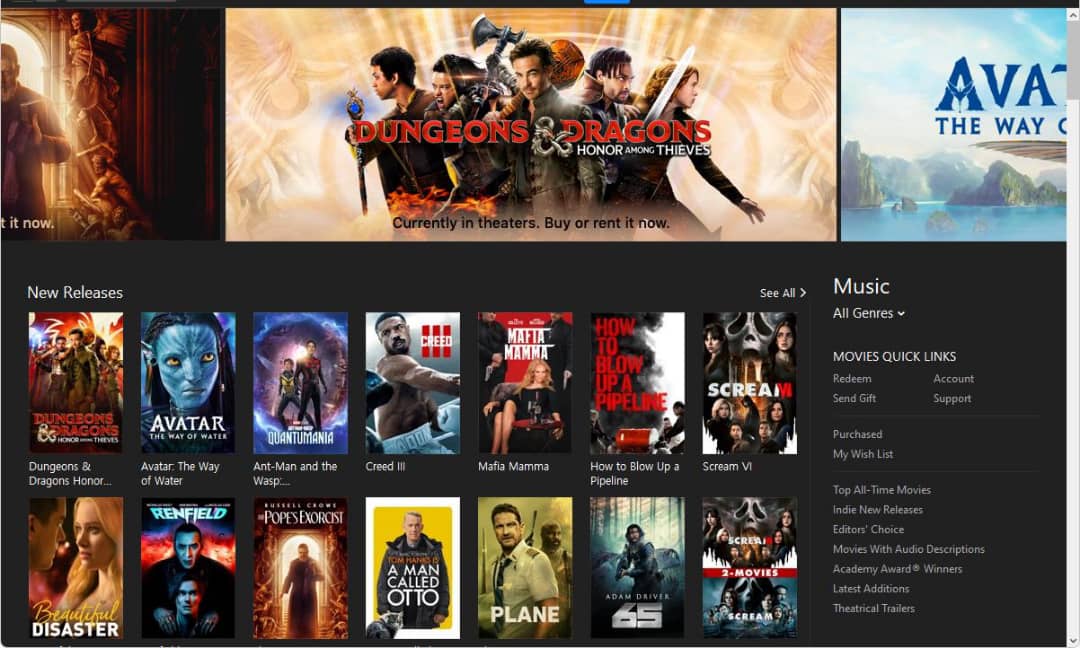 t it now.
DUNGEONS & DRAGONS
HONOR AMONG THIEVES
Currently in theaters. Buy or rent it now.
AVAT
THE WAY O
New Releases
See All
Music
All Genres
MOVIES QUICK LINKS
Redeem
Account
Send Gift
Support
Purchased
My Wish List
Top All-Time Movies
Indie New Releases
Editors' Choice
Movies With Audio Descriptions
Academy Award® Winners
Latest Additions
Theatrical Trailers
DUNGEONS
& DRAGONS
HONOR AMONG THIEVES
AVATAR
THE WAY OF WATER
QUANTUMANIA
CREED
III
MAFIA
MAMMA
HOW
TO
BLOW
UP A
PIPELINE
SCREAM
Dungeons &
Dragons Honor...
Avatar: The Way
of Water
Ant-Man and the
Wasp:...
Creed III
Mafia Mamma
How to Blow Up a
Pipeline
Scream VI
Beautiful
DISASTER
RENFIELD
RUSSELL CROWE
THE POPE'S EXORCIST
TOM HANKS IS
A MAN
CALLED
OTTO
PLANE
ADAM DRIVER
65
SCREAM
2-MOVIES
SCREAM